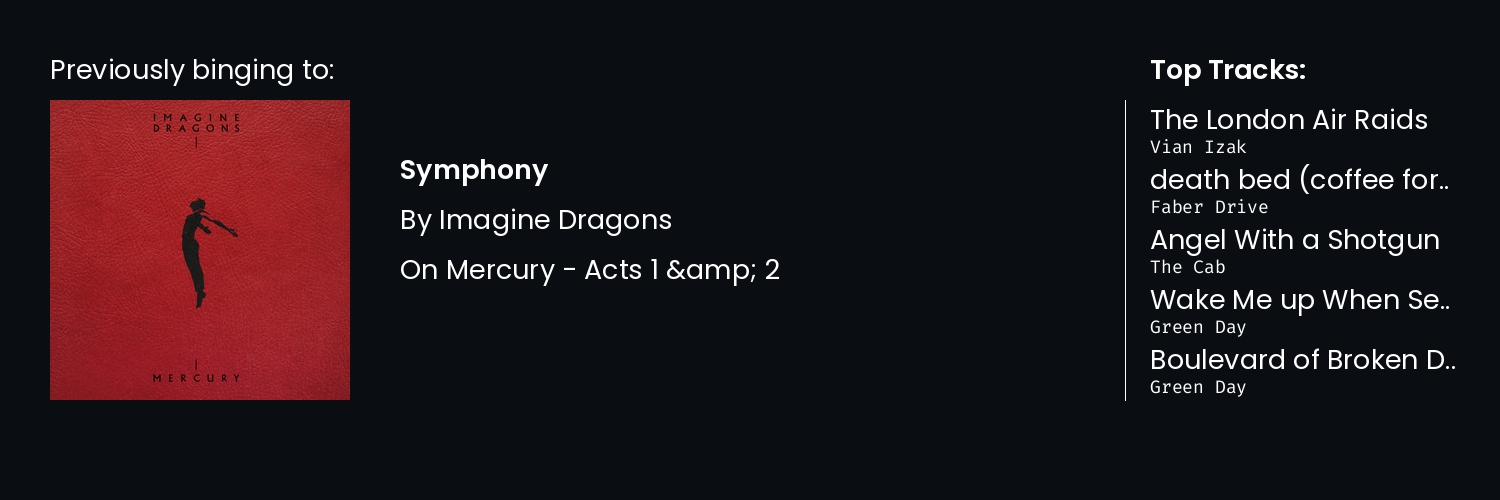 Previously binging to:
IMAGINE
DRAGONS
MERCURY
Symphony
By Imagine Dragons
On Mercury - Acts 1 &amp; 2
Top Tracks:
The London Air Raids
Vian Izak
death bed (coffee for..
Faber Drive
Angel With a Shotgun
The Cab
Wake Me up When Se..
Green Day
Boulevard of Broken D..
Green Day